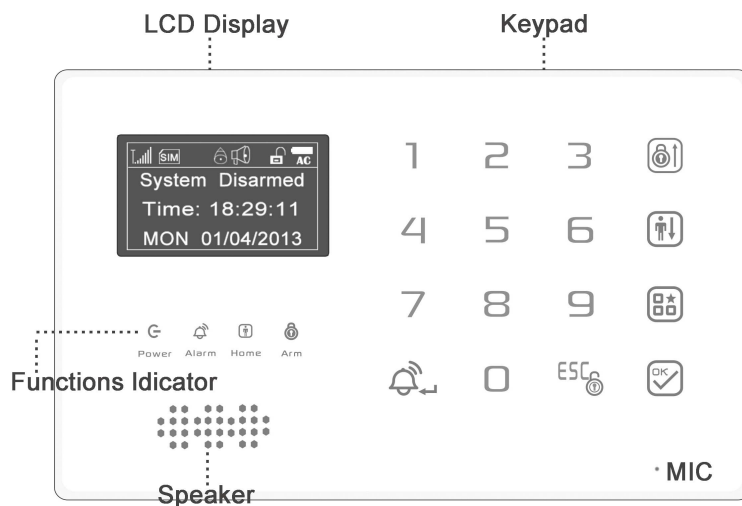 LCD Display
Keypad
SIM AC
System Disarmed
Time: 18:29:11
MON 01/04/2013
1 2 3
4 5 6
7 8 9
0 ESC OK
Power Alarm Home Arm
Functions Idicator
Speaker
MIC